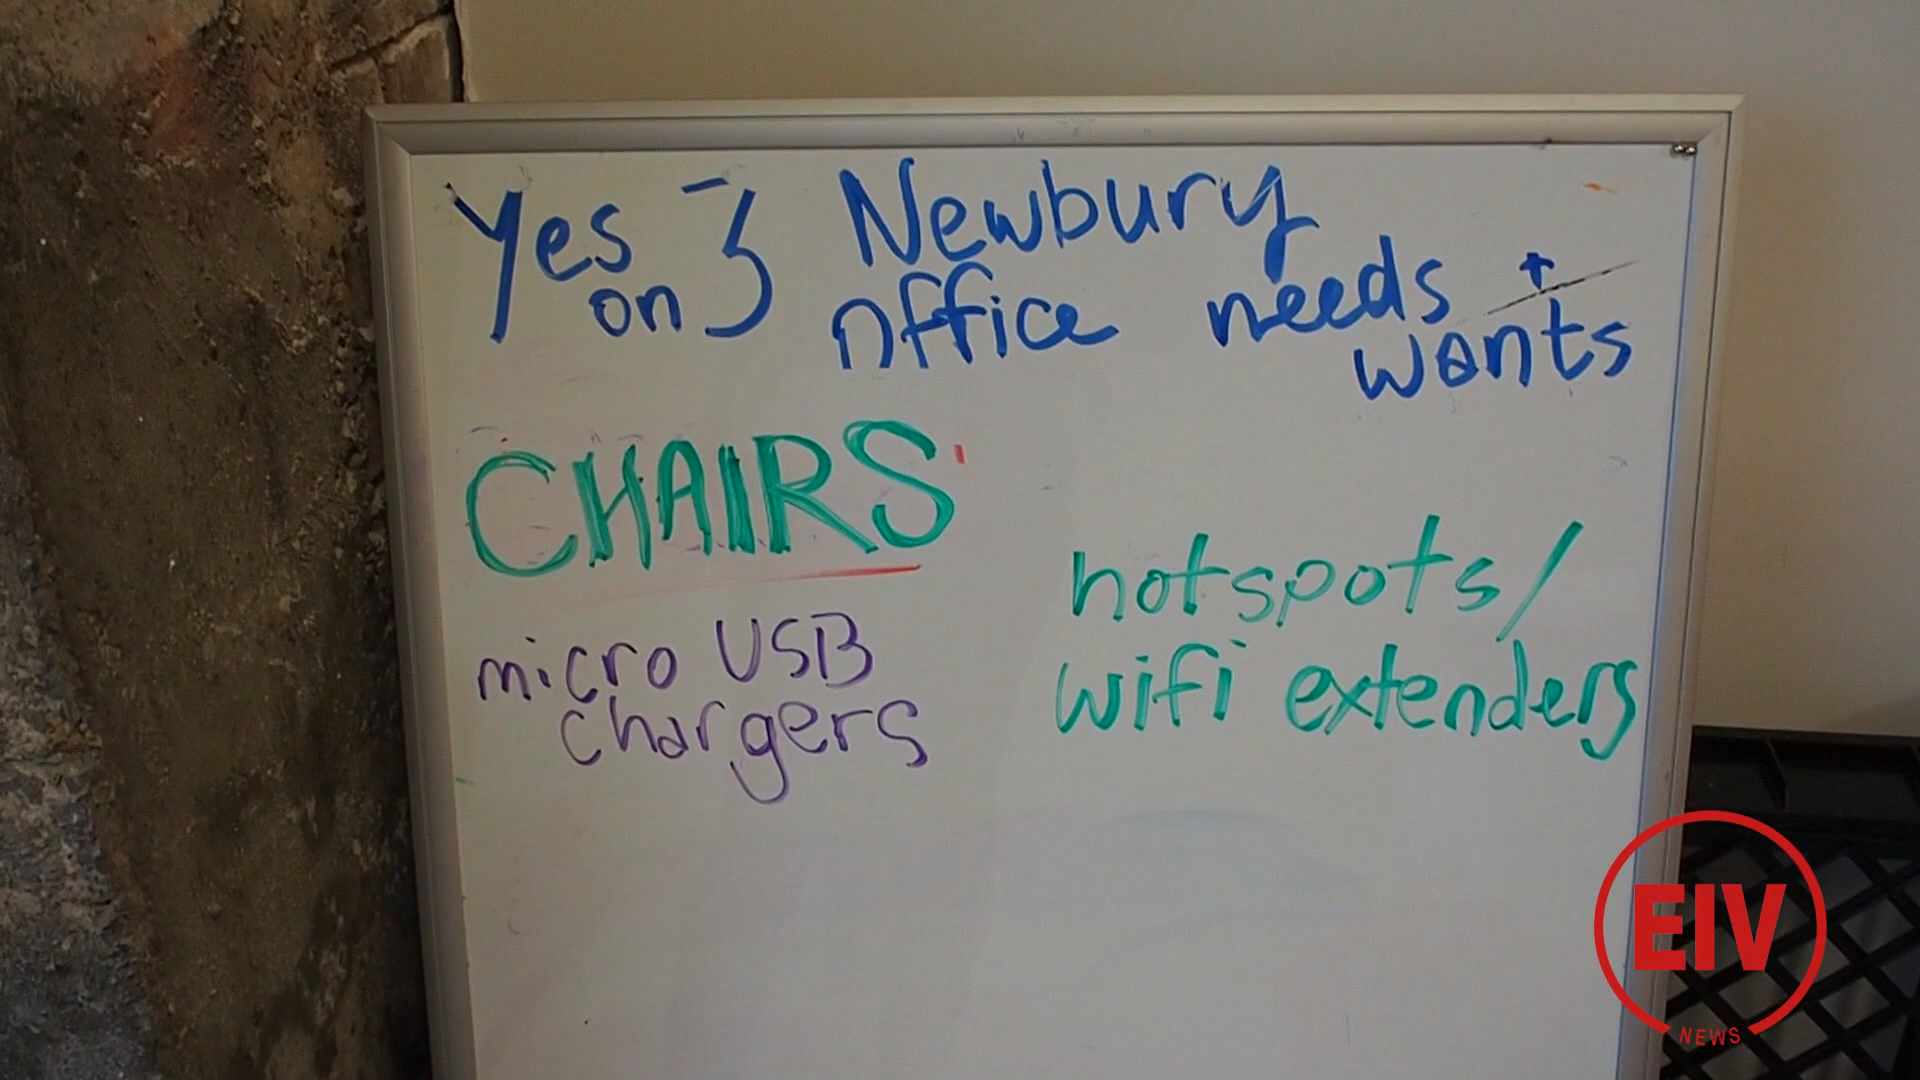 Yes on 3 Newbury
office needs +
wants
CHAIRS
hotspots/
wifi extenders
micro USB
chargers
EIV
NEWS